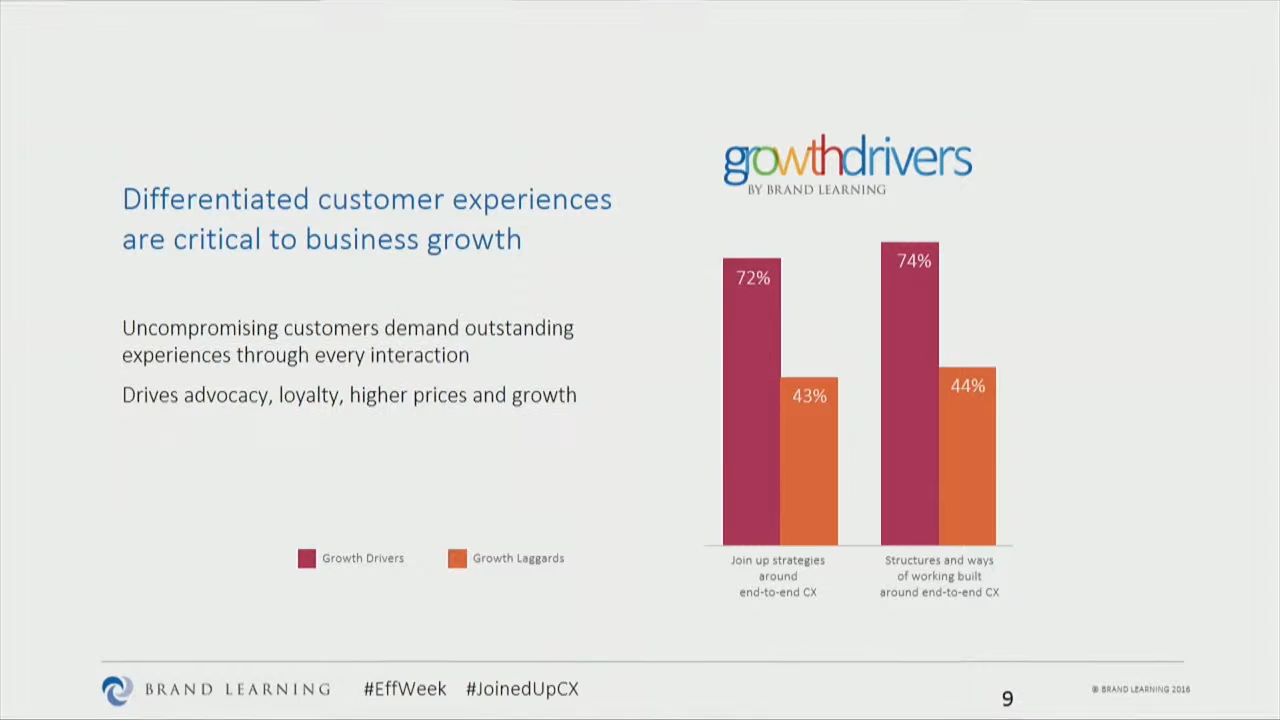 growthdrivers
BY BRAND LEARNING
Differentiated customer experiences
are critical to business growth
Uncompromising customers demand outstanding
experiences through every interaction
Drives advocacy, loyalty, higher prices and growth
72%
43%
74%
44%
Growth Drivers
Growth Laggards
Join up strategies
around
end-to-end CX
Structures and ways
of working built
around end-to-end CX
BRAND LEARNING
#EffWeek #JoinedUpCX
9
© BRAND LEARNING 2016